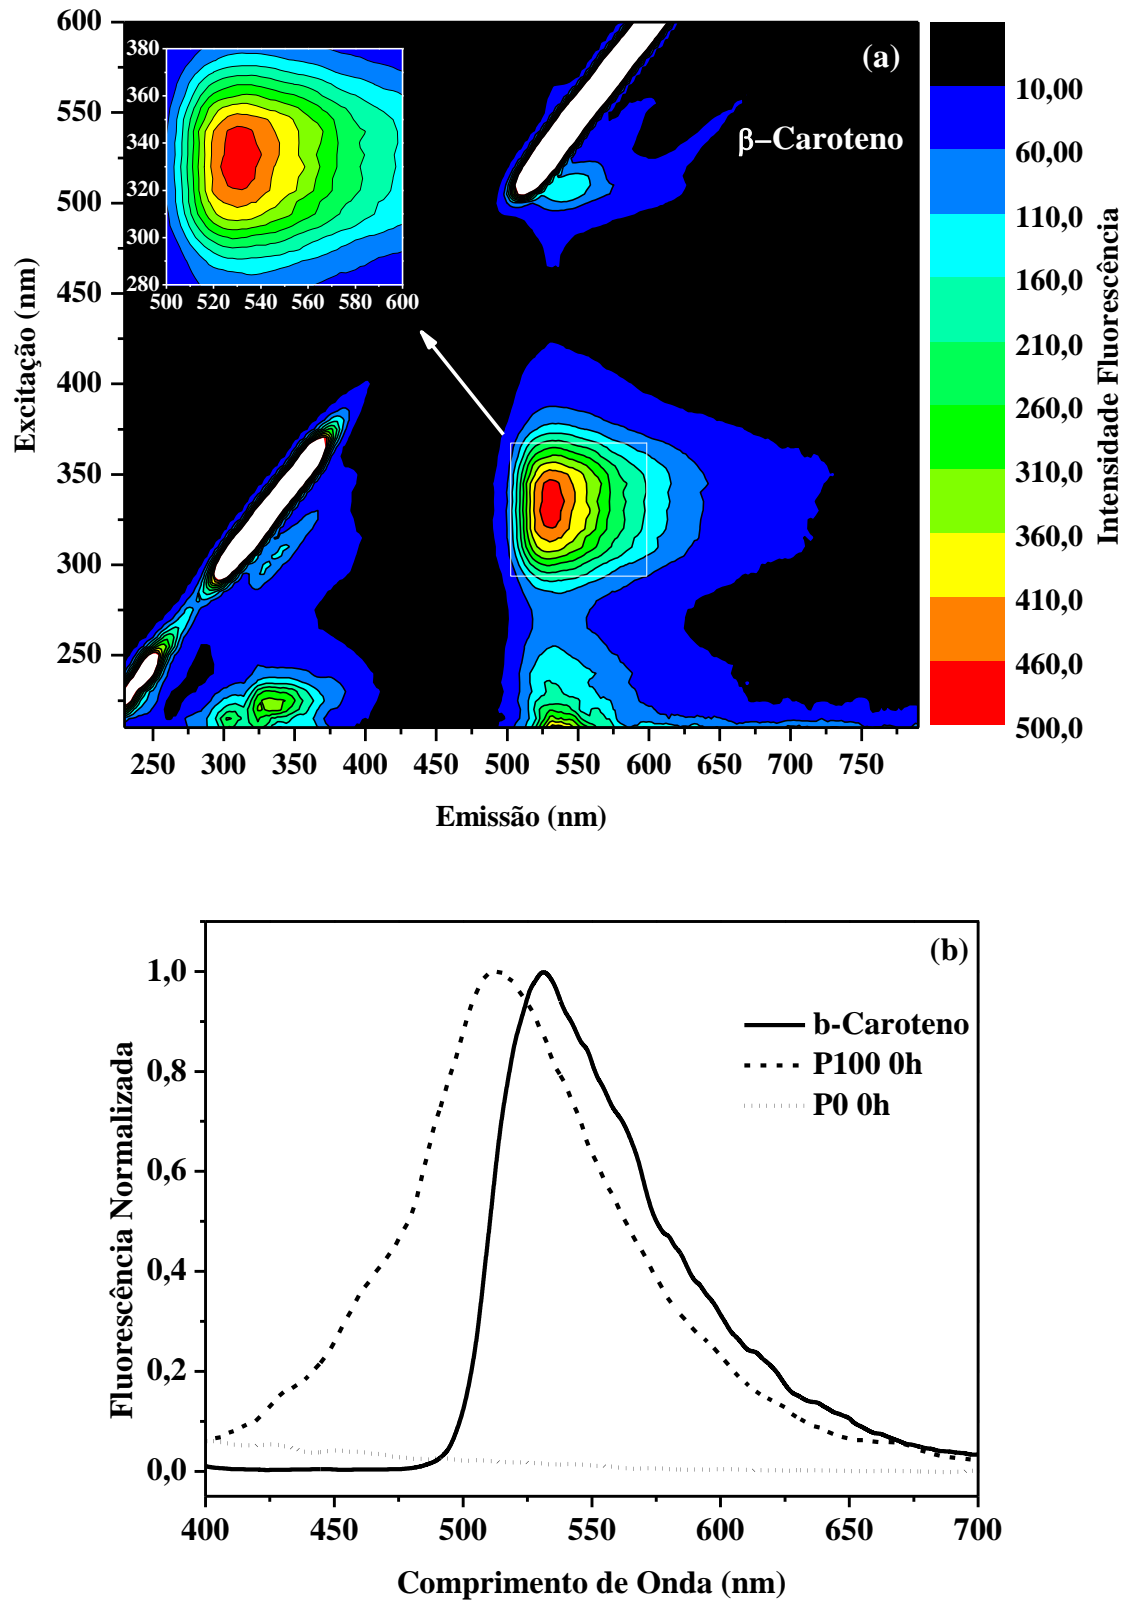 (a)
β−Caroteno
600
550
500
450
400
350
300
250
Excitação (nm)
380
360
340
320
300
280
500 520 540 560 580 600
250 300 350 400 450 500 550 600 650 700 750
Emissão (nm)
10,00
60,00
110,0
160,0
210,0
260,0
310,0
360,0
410,0
460,0
500,0
Intensidade Fluorescência
(b)
b-Caroteno
P100 0h
P0 0h
1,0
0,8
0,6
0,4
0,2
0,0
Fluorescência Normalizada
400 450 500 550 600 650 700
Comprimento de Onda (nm)